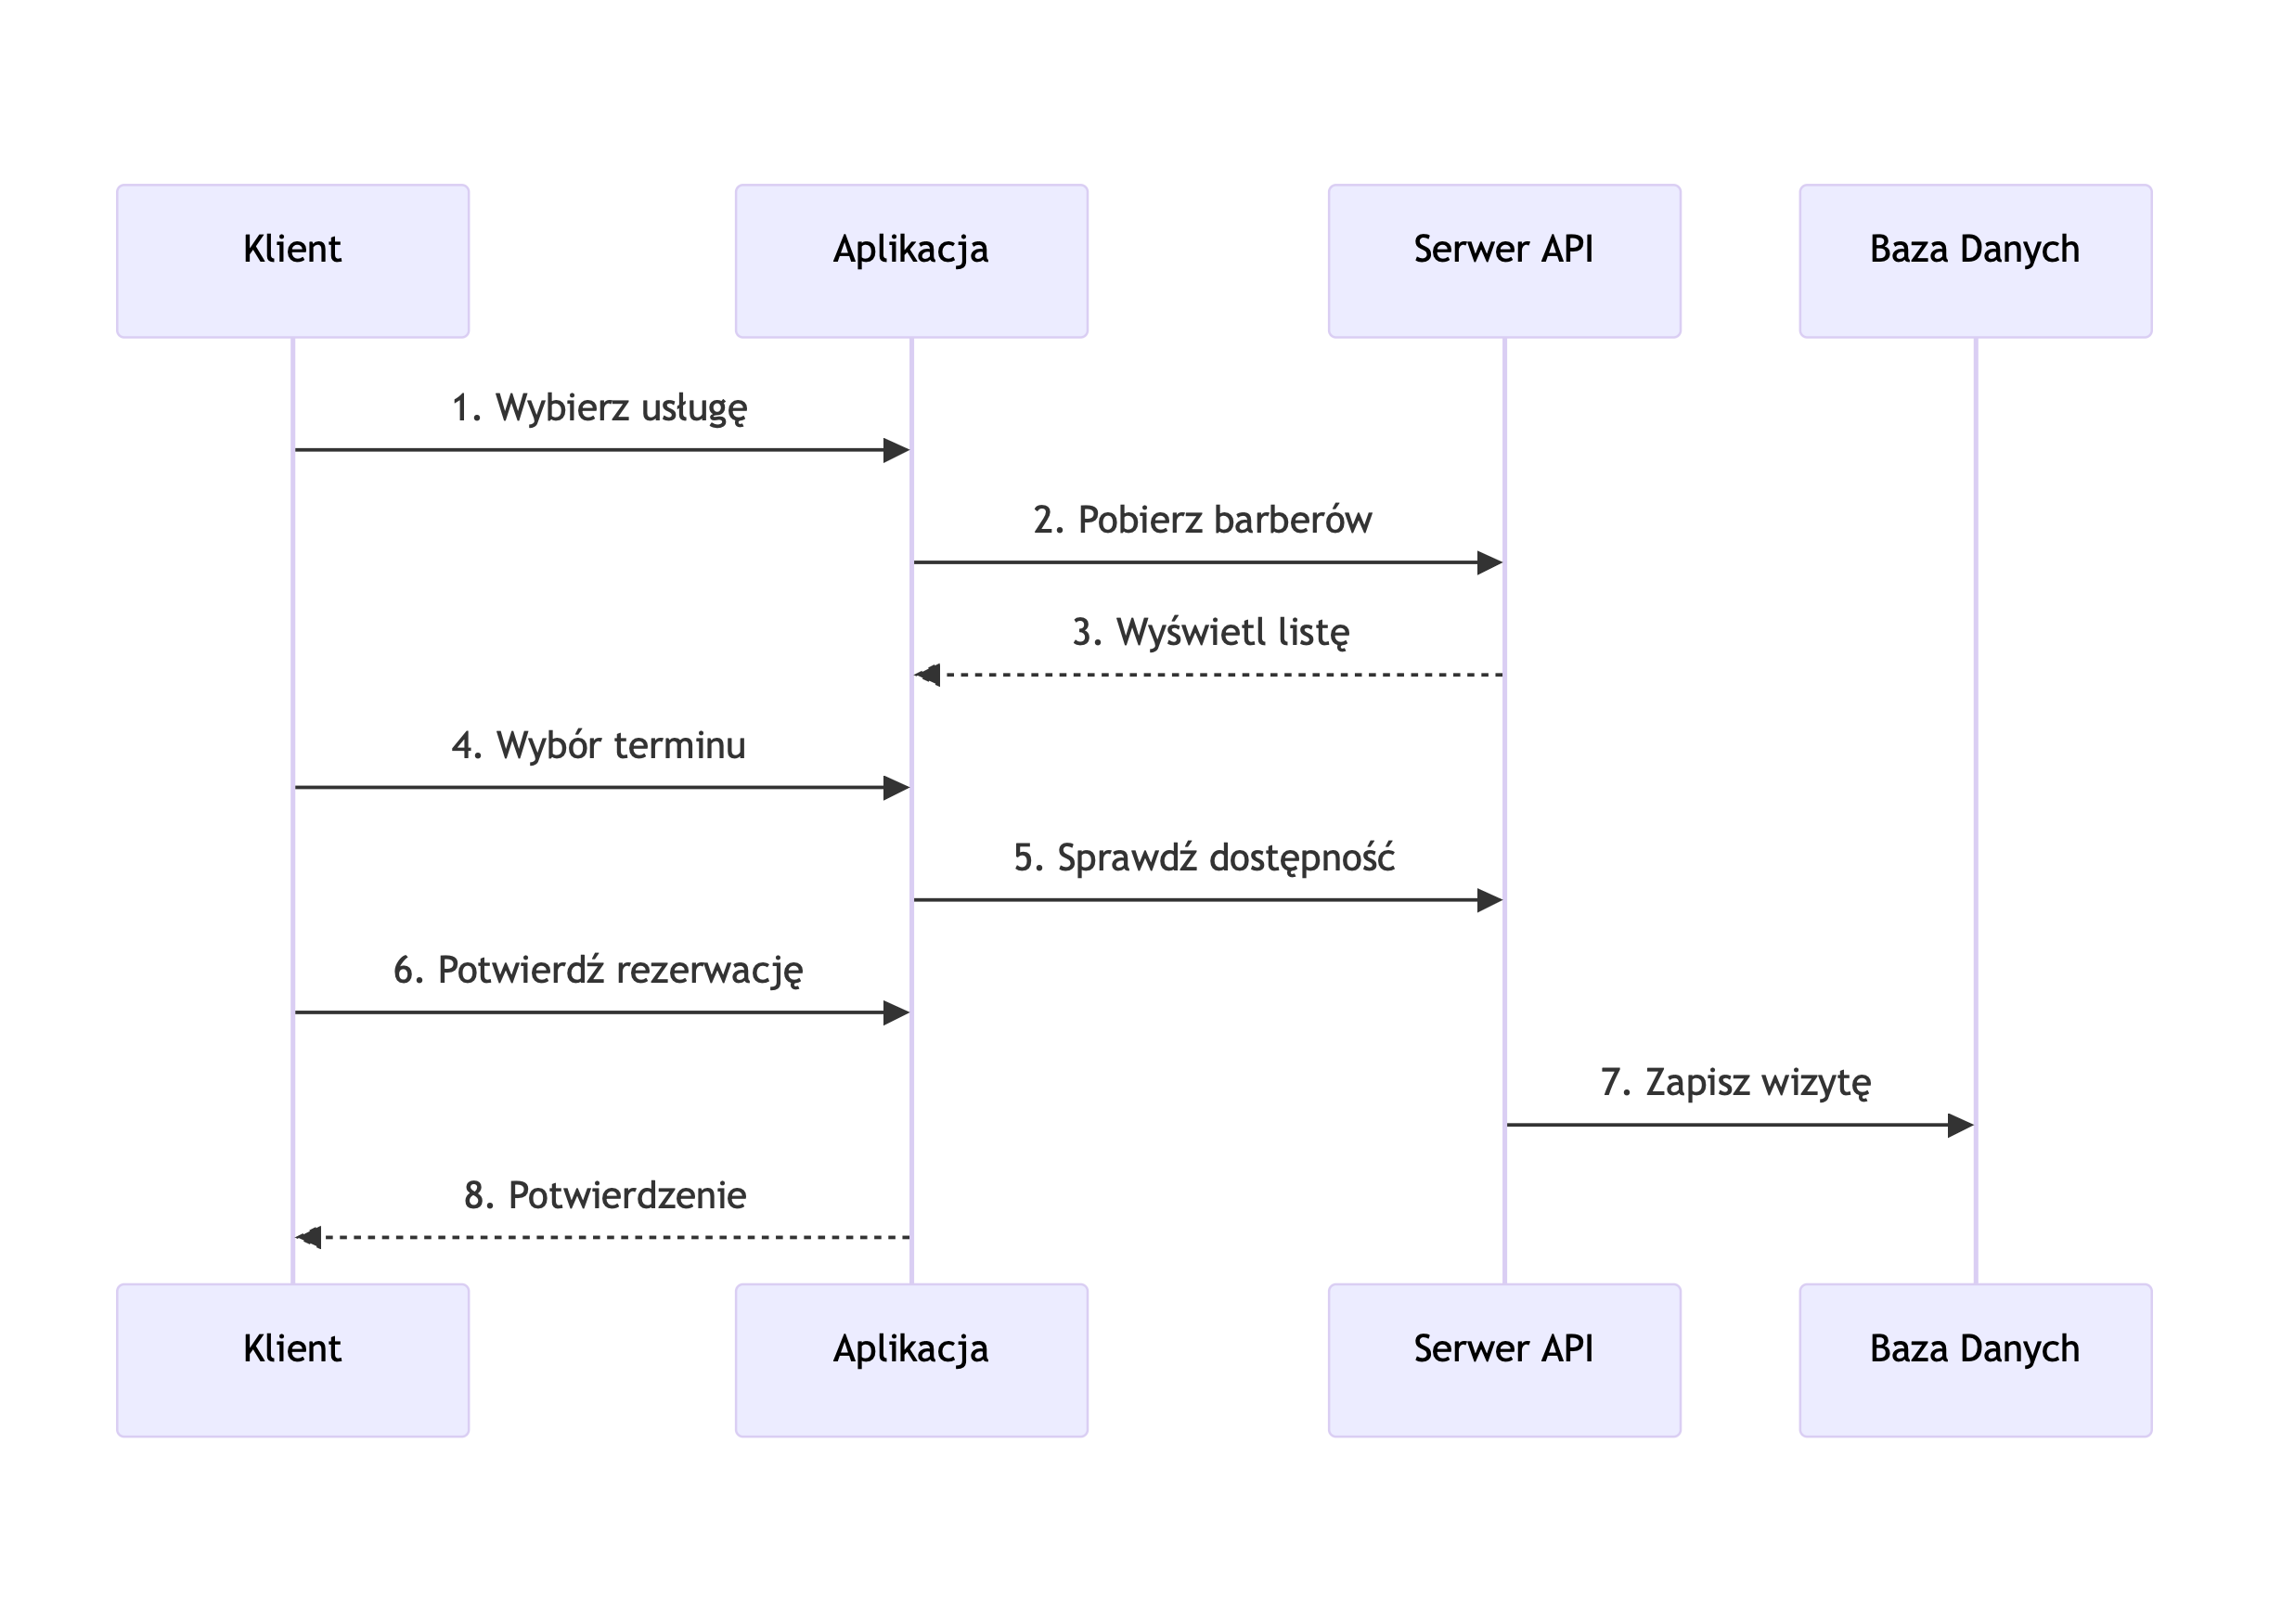 Klient
Aplikacja
Serwer API
Baza Danych
1. Wybierz usługę
2. Pobierz barberów
3. Wyświetl listę
4. Wybór terminu
5. Sprawdź dostępność
6. Potwierdź rezerwację
7. Zapisz wizytę
8. Potwierdzenie
Klient
Aplikacja
Serwer API
Baza Danych